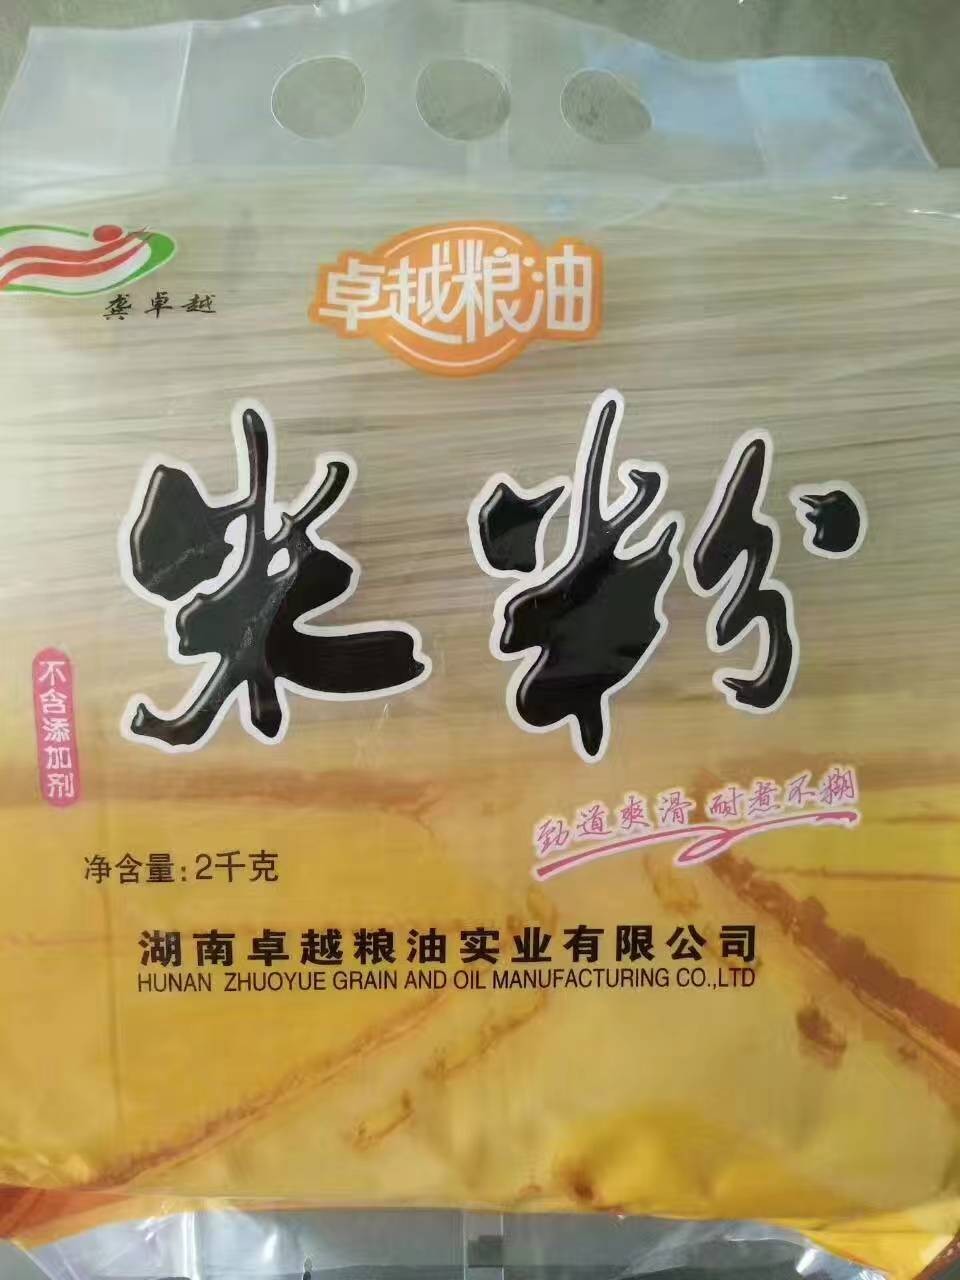 龚卓越
卓越粮油
米粉
不含添加剂
劲道爽滑 耐煮不糊
净含量:2千克
湖南卓越粮油实业有限公司
HUNAN ZHUOYUE GRAIN AND OIL MANUFACTURING CO.,LTD